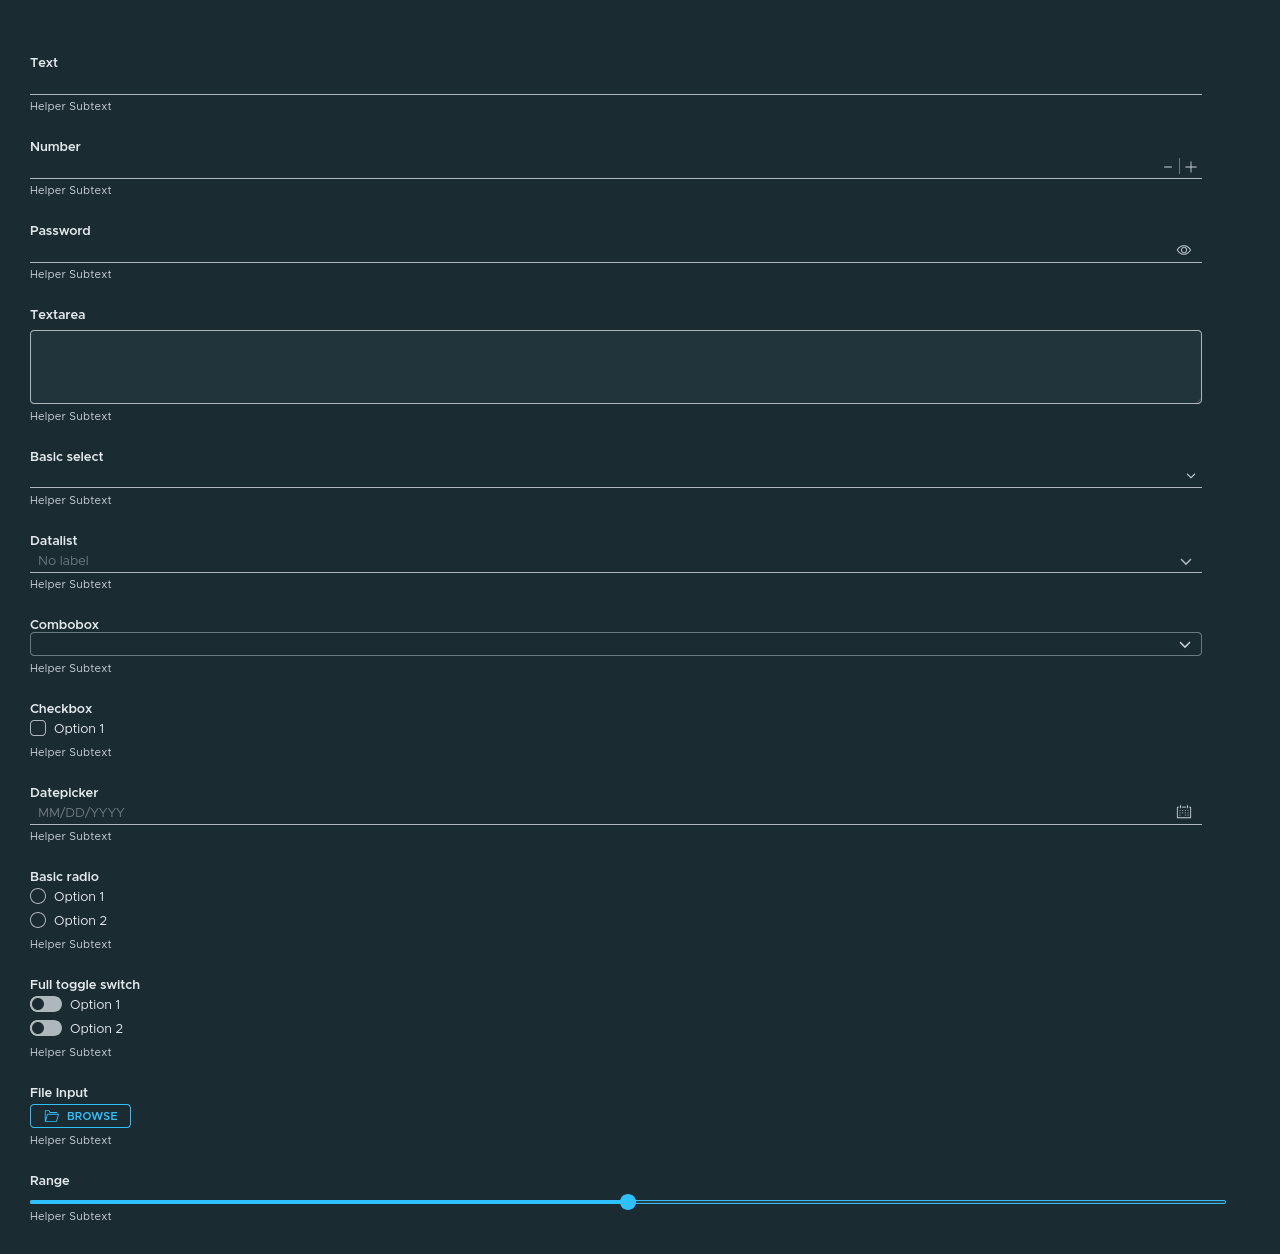 Text
Helper Subtext
Number
Helper Subtext
Password
Helper Subtext
Textarea
Helper Subtext
Basic select
Helper Subtext
Datalist
No label
Helper Subtext
Combobox
Helper Subtext
Checkbox
Option 1
Helper Subtext
Datepicker
MM/DD/YYYY
Helper Subtext
Basic radio
Option 1
Option 2
Helper Subtext
Full toggle switch
Option 1
Option 2
Helper Subtext
File Input
BROWSE
Helper Subtext
Range
Helper Subtext